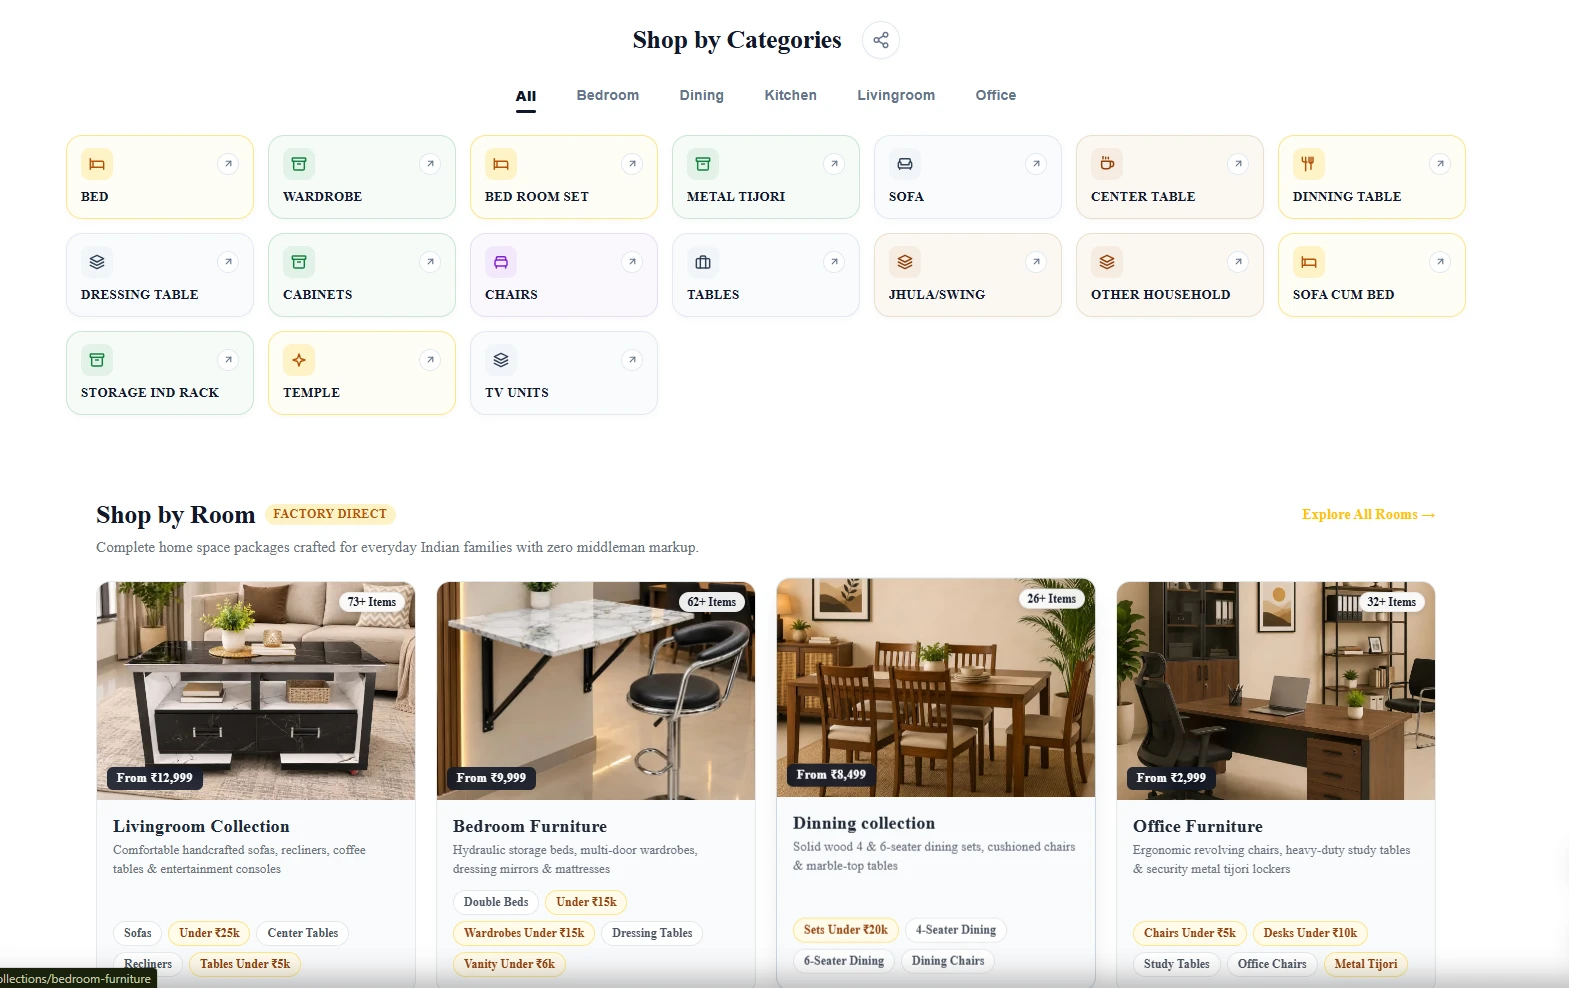 Shop by Categories
All Bedroom Dining Kitchen Livingroom Office
BED WARDROBE BED ROOM SET METAL TIJORI SOFA CENTER TABLE DINNING TABLE
DRESSING TABLE CABINETS CHAIRS TABLES JHULA/SWING OTHER HOUSEHOLD SOFA CUM BED
STORAGE IND RACK TEMPLE TV UNITS
Shop by Room FACTORY DIRECT Explore All Rooms →
Complete home space packages crafted for everyday Indian families with zero middleman markup.
73+ Items
From ₹12,999
Livingroom Collection
Comfortable handcrafted sofas, recliners, coffee
tables & entertainment consoles
Sofas Under ₹25k Center Tables
Recliners Tables Under ₹5k
62+ Items
From ₹9,999
Bedroom Furniture
Hydraulic storage beds, multi-door wardrobes,
dressing mirrors & mattresses
Double Beds Under ₹15k
Wardrobes Under ₹15k Dressing Tables
Vanity Under ₹6k
26+ Items
From ₹8,499
Dinning collection
Solid wood 4 & 6-seater dining sets, cushioned chairs
& marble-top tables
Sets Under ₹20k 4-Seater Dining
6-Seater Dining Dining Chairs
32+ Items
From ₹2,999
Office Furniture
Ergonomic revolving chairs, heavy-duty study tables
& security metal tijori lockers
Chairs Under ₹5k Desks Under ₹10k
Study Tables Office Chairs Metal Tijori
ollections/bedroom-furniture